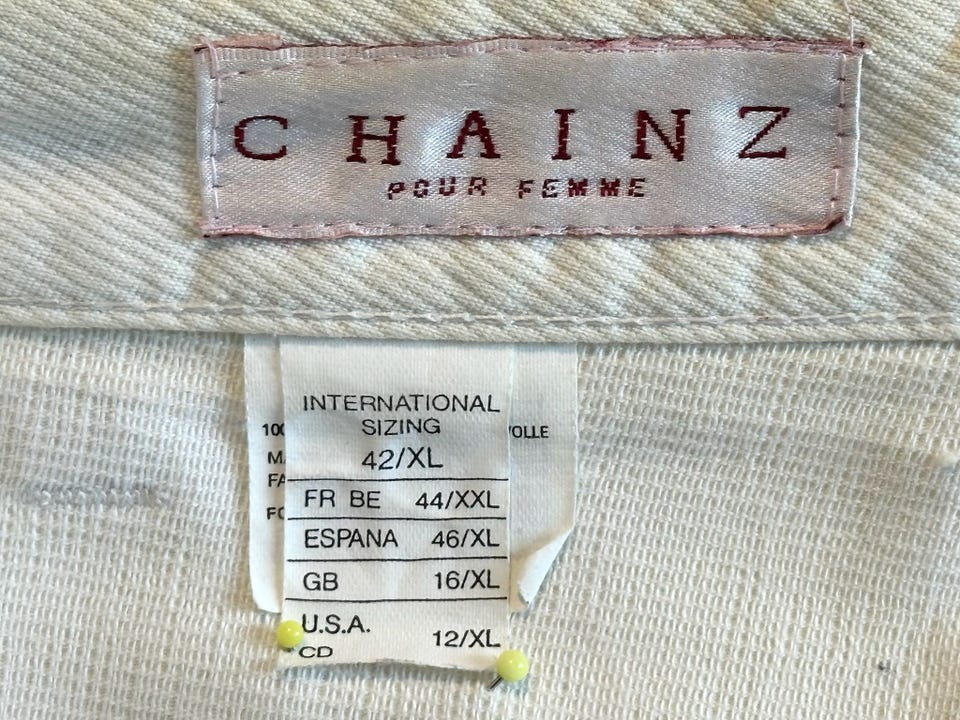 CHAINZ
POUR FEMME
INTERNATIONAL
SIZING
42/XL
FR BE 44/XXL
ESPANA 46/XL
GB 16/XL
U.S.A. 12/XL
CD